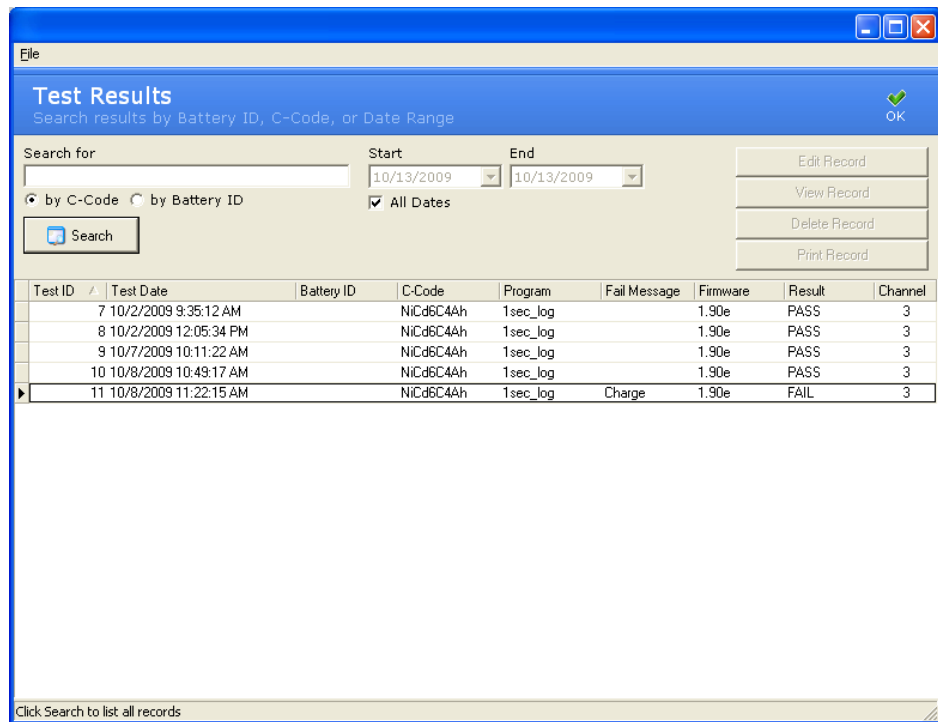 File
Test Results
Search results by Battery ID, C-Code, or Date Range
OK
Search for Start End
10/13/2009 10/13/2009
by C-Code by Battery ID All Dates
Search
Edit Record
View Record
Delete Record
Print Record
Test ID Test Date Battery ID C-Code Program Fail Message Firmware Result Channel
7 10/2/2009 9:35:12 AM NiCd6C4Ah 1sec_log 1.90e PASS 3
8 10/2/2009 12:05:34 PM NiCd6C4Ah 1sec_log 1.90e PASS 3
9 10/7/2009 10:11:22 AM NiCd6C4Ah 1sec_log 1.90e PASS 3
10 10/8/2009 10:49:17 AM NiCd6C4Ah 1sec_log 1.90e PASS 3
11 10/8/2009 11:22:15 AM NiCd6C4Ah 1sec_log Charge 1.90e FAIL 3
Click Search to list all records